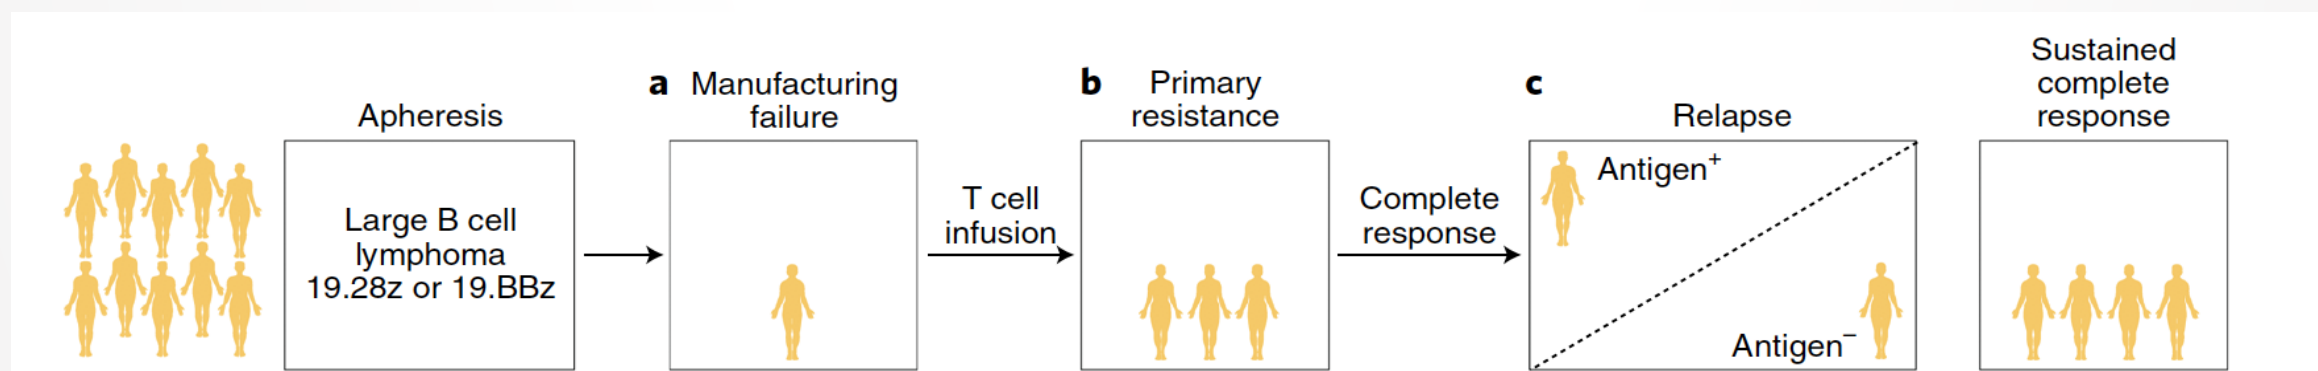 Apheresis
Large B cell
lymphoma
19.28z or 19.BBz
a Manufacturing
failure
T cell
infusion
b Primary
resistance
Complete
response
c
Relapse
Antigen⁺
Antigen⁻
Sustained
complete
response